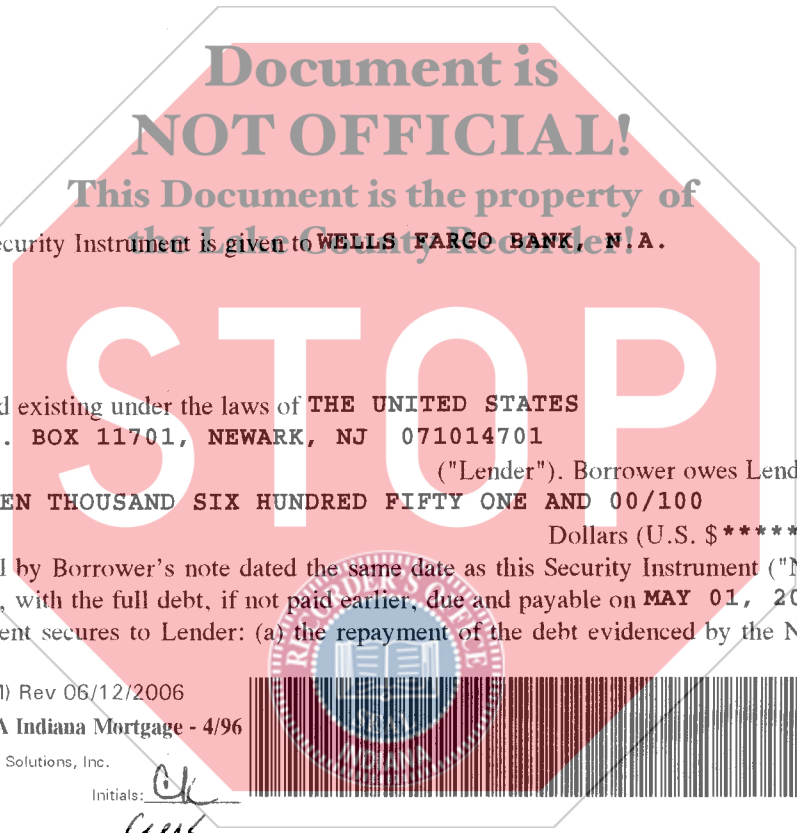 Document is
NOT OFFICIAL!
This Document is the property of
the Lake County Recorder!
ecurity Instrument is given to WELLS FARGO BANK, N.A.
STOP
d existing under the laws of THE UNITED STATES
. BOX 11701, NEWARK, NJ 071014701
("Lender"). Borrower owes Lend
EN THOUSAND SIX HUNDRED FIFTY ONE AND 00/100
Dollars (U.S. $*****
l by Borrower's note dated the same date as this Security Instrument ("N
, with the full debt, if not paid earlier, due and payable on MAY 01, 20
ent secures to Lender: (a) the repayment of the debt evidenced by the N
RECORDER'S OFFICE
SEAL
INDIANA
) Rev 06/12/2006
A Indiana Mortgage - 4/96
Solutions, Inc.
Initials: